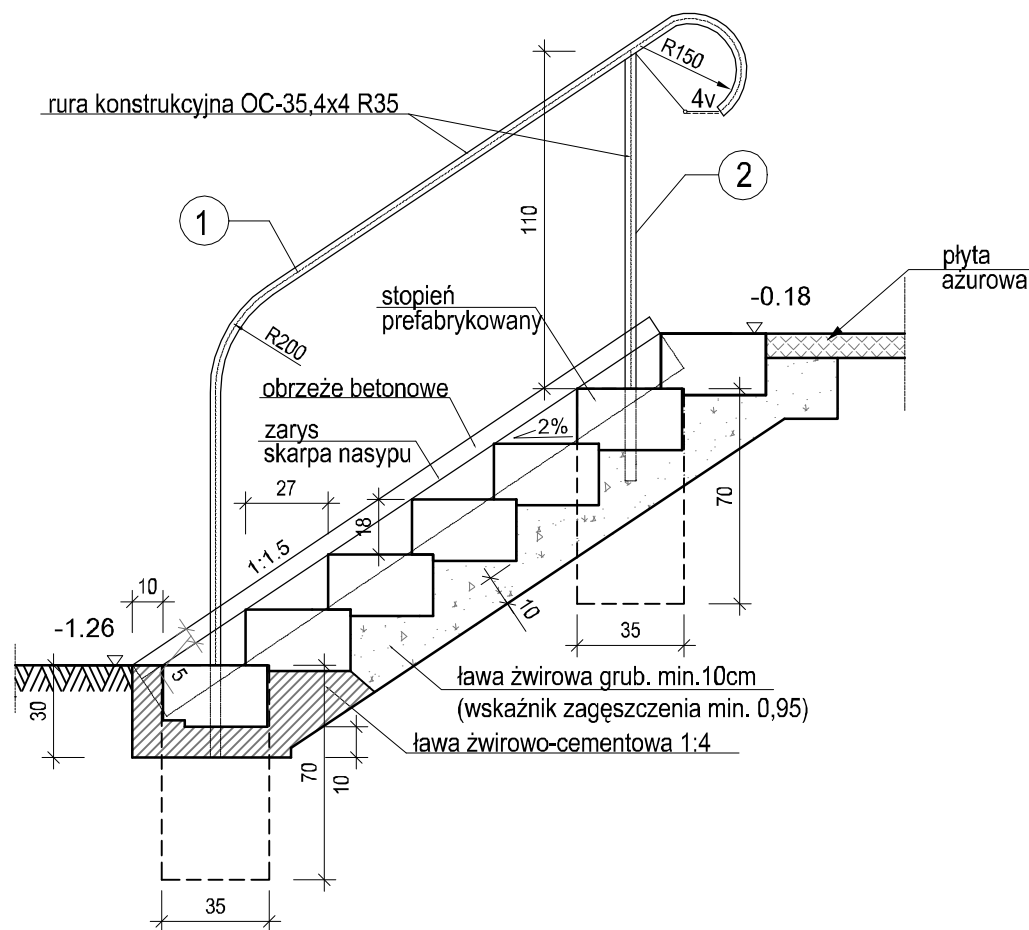 R150
4v
rura konstrukcyjna OC-35,4x4 R35
1
2
110
płyta
ażurowa
stopień
prefabrykowany
-0.18
R200
obrzeże betonowe
2%
zarys
skarpa nasypu
27
18
70
1:1.5
10
10
-1.26
35
5
30
ława żwirowa grub. min.10cm
(wskaźnik zagęszczenia min. 0,95)
ława żwirowo-cementowa 1:4
70
10
35